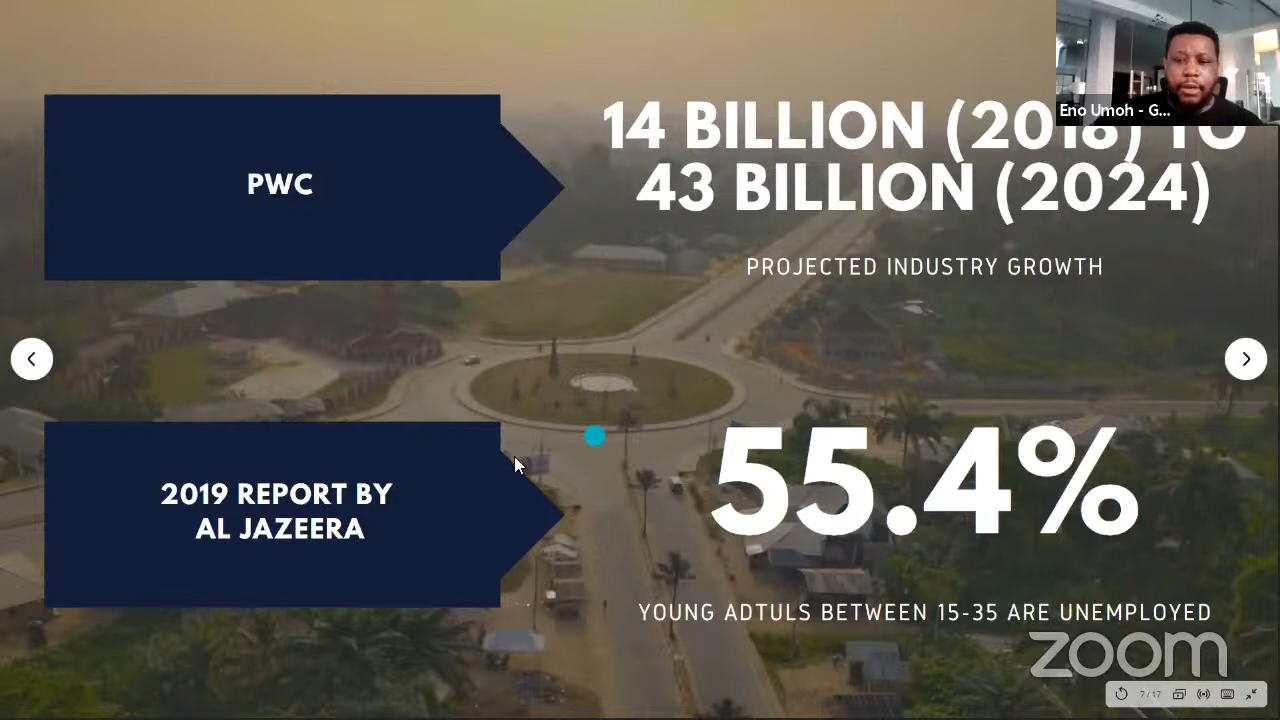 Eno Umoh - G...
PWC
14 BILLION (2018) TO
43 BILLION (2024)
PROJECTED INDUSTRY GROWTH
2019 REPORT BY
AL JAZEERA
55.4%
YOUNG ADTULS BETWEEN 15-35 ARE UNEMPLOYED
zoom
7 / 17